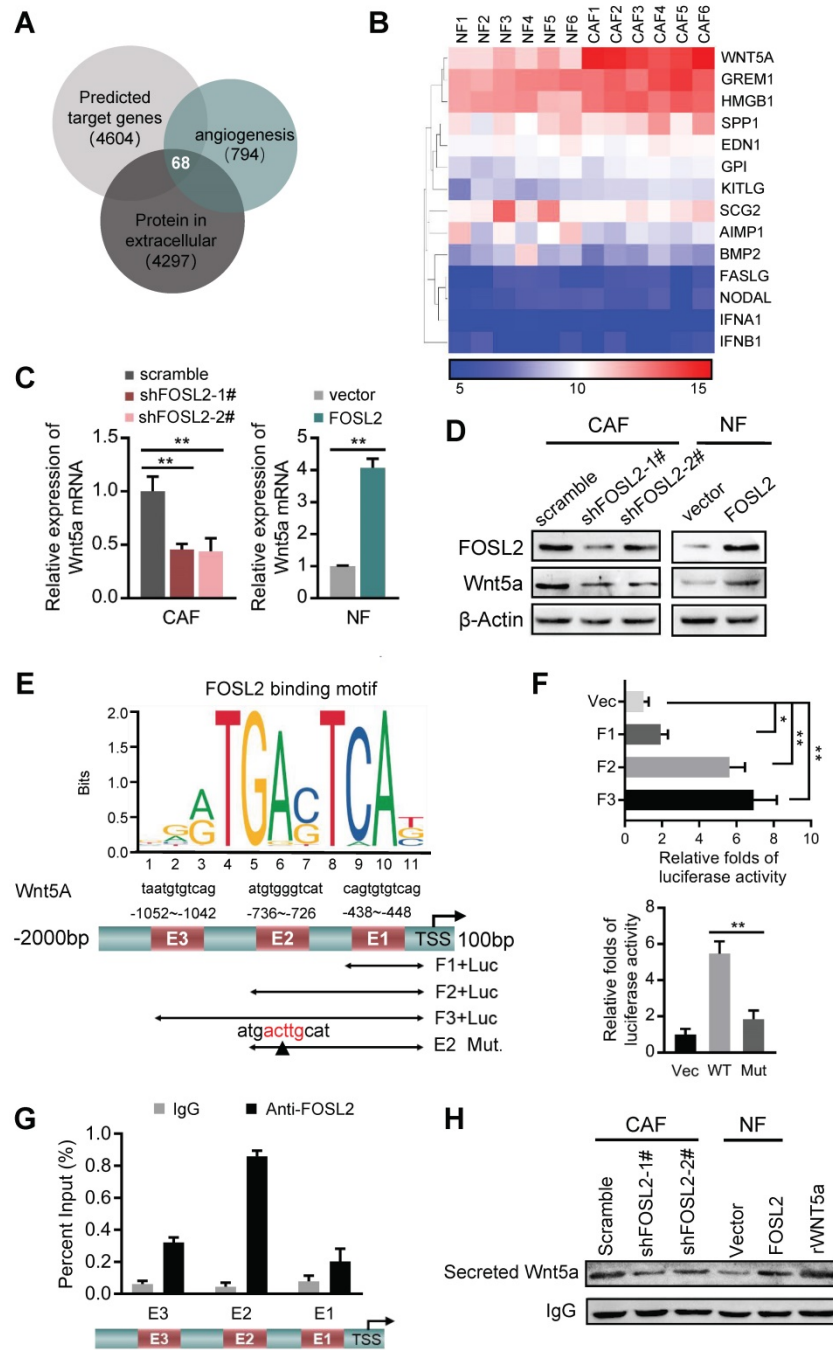 A
Predicted
target genes
(4604)
angiogenesis
(794)
68
Protein in
extracellular
(4297)
B
NF1 NF2 NF3 NF4 NF5 NF6 CAF1 CAF2 CAF3 CAF4 CAF5 CAF6
WNT5A
GREM1
HMGB1
SPP1
EDN1
GPI
KITLG
SCG2
AIMP1
BMP2
FASLG
NODAL
IFNA1
IFNB1
5 10 15
C
scramble
shFOSL2-1#
shFOSL2-2#
Relative expression of
Wnt5a mRNA
1.5
1.0
0.5
0.0
**
**
CAF
vector
FOSL2
Relative expression of
Wnt5a mRNA
5
4
3
2
1
0
**
NF
D
CAF NF
scramble shFOSL2-1# shFOSL2-2# vector FOSL2
FOSL2
Wnt5a
β-Actin
E
FOSL2 binding motif
Bits
2.0
1.5
1.0
0.5
0.0
1 2 3 4 5 6 7 8 9 10 11
Wnt5A taatgtgtcag atgtgggtcat cagtgtgtcag
-1052~-1042 -736~-726 -438~-448
-2000bp E3 E2 E1 TSS 100bp
F1+Luc
F2+Luc
F3+Luc
atgacttgcat
E2 Mut.
F
Vec
F1
F2
F3
*
**
**
0 2 4 6 8 10
Relative folds of
luciferase activity
Relative folds of
luciferase activity
8
6
4
2
0
**
Vec WT Mut
G
IgG Anti-FOSL2
Percent Input (%)
1.0
0.8
0.6
0.4
0.2
0.0
E3 E2 E1
E3 E2 E1 TSS
H
CAF NF
Scramble shFOSL2-1# shFOSL2-2# Vector FOSL2 rWNT5a
Secreted Wnt5a
IgG